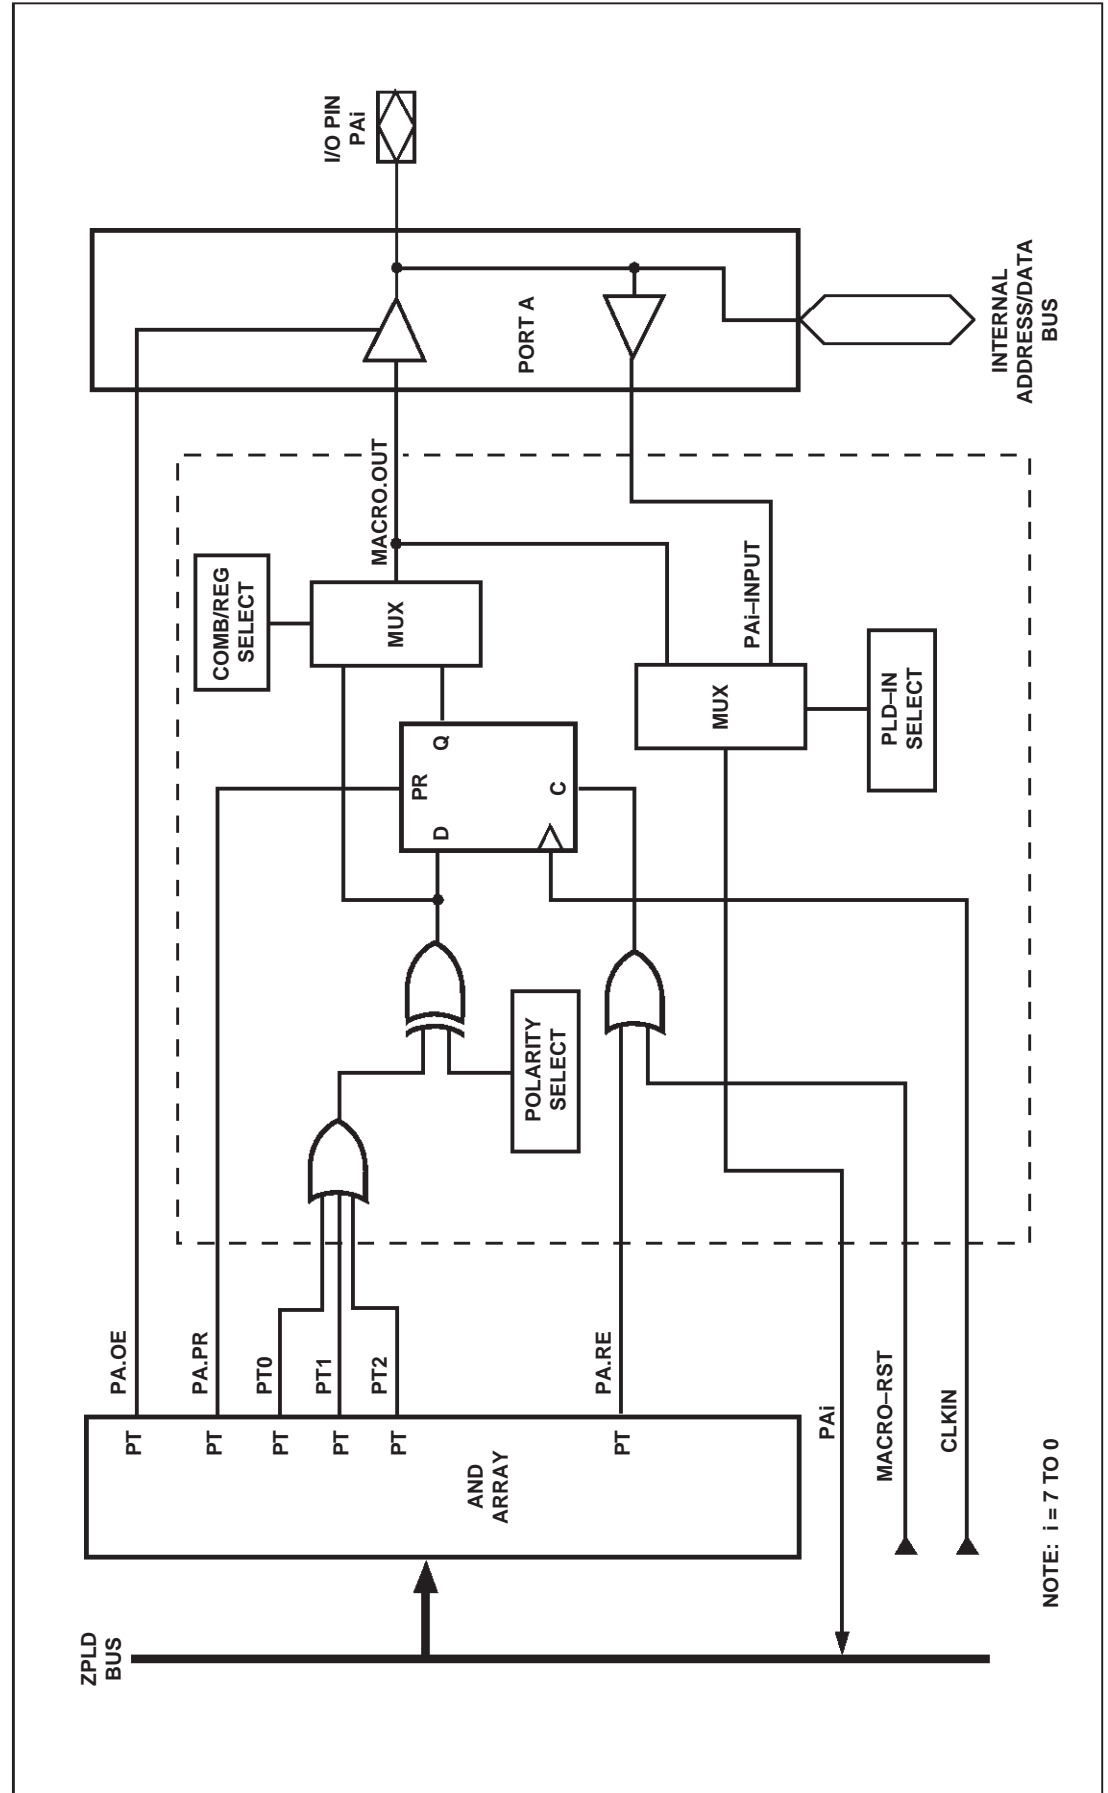 ZPLD
BUS
AND
ARRAY
PT
PT
PT
PT
PT
PT
PA.OE
PA.PR
PT0
PT1
PT2
PA.RE
PAi
MACRO–RST
CLKIN
POLARITY
SELECT
D
PR
Q
C
COMB/REG
SELECT
MUX
MACRO.OUT
MUX
PAi–INPUT
PLD–IN
SELECT
PORT A
I/O PIN
PAi
INTERNAL
ADDRESS/DATA
BUS
NOTE: i = 7 TO 0